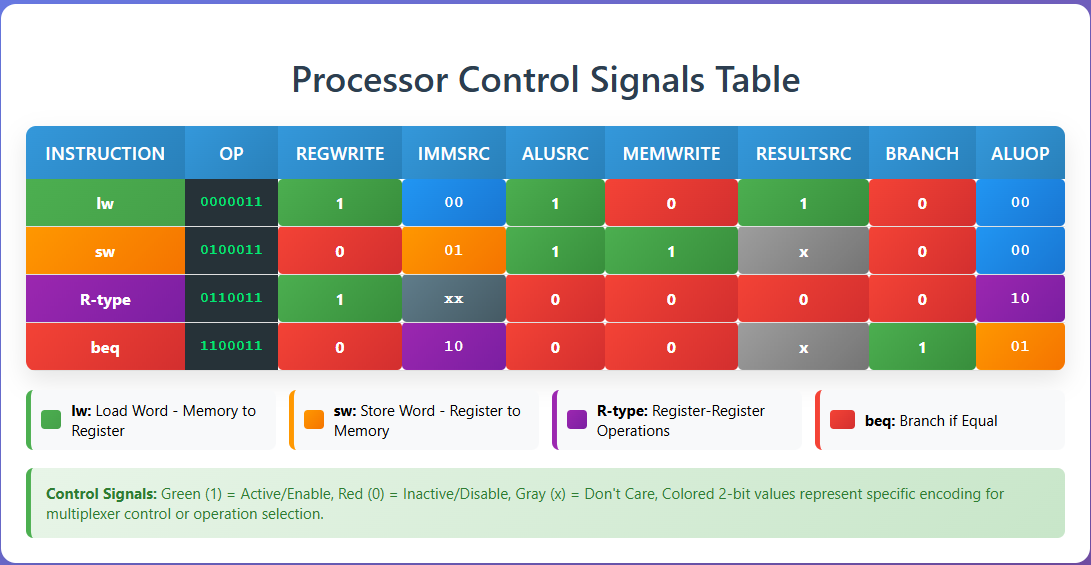 Processor Control Signals Table
INSTRUCTION OP REGWRITE IMMSRC ALUSRC MEMWRITE RESULTSRC BRANCH ALUOP
lw 0000011 1 00 1 0 1 0 00
sw 0100011 0 01 1 1 x 0 00
R-type 0110011 1 xx 0 0 0 0 10
beq 1100011 0 10 0 0 x 1 01
lw: Load Word - Memory to
Register
sw: Store Word - Register to
Memory
R-type: Register-Register
Operations
beq: Branch if Equal
Control Signals: Green (1) = Active/Enable, Red (0) = Inactive/Disable, Gray (x) = Don't Care, Colored 2-bit values represent specific encoding for
multiplexer control or operation selection.